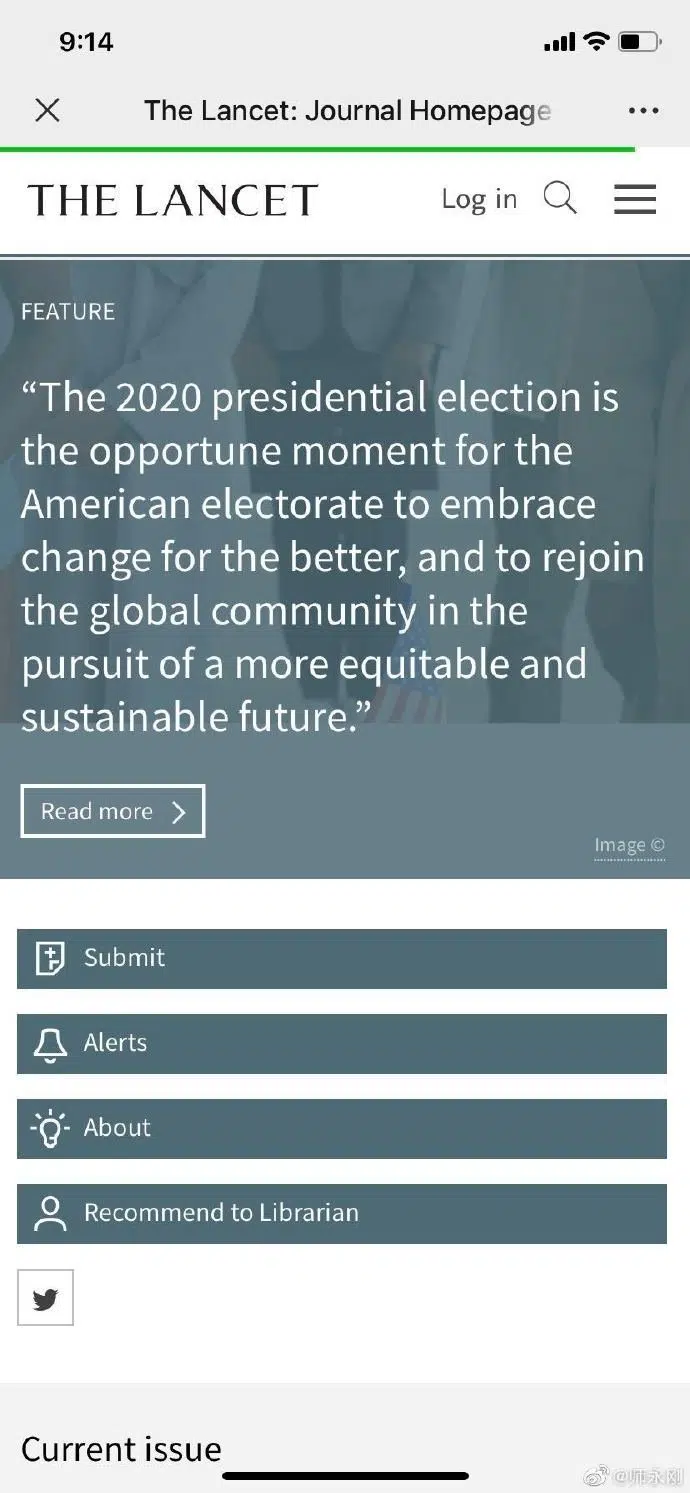 9:14
The Lancet: Journal Homepage
THE LANCET
Log in
FEATURE
“The 2020 presidential election is
the opportune moment for the
American electorate to embrace
change for the better, and to rejoin
the global community in the
pursuit of a more equitable and
sustainable future.”
Read more
Image ©
Submit
Alerts
About
Recommend to Librarian
Current issue
@师永刚